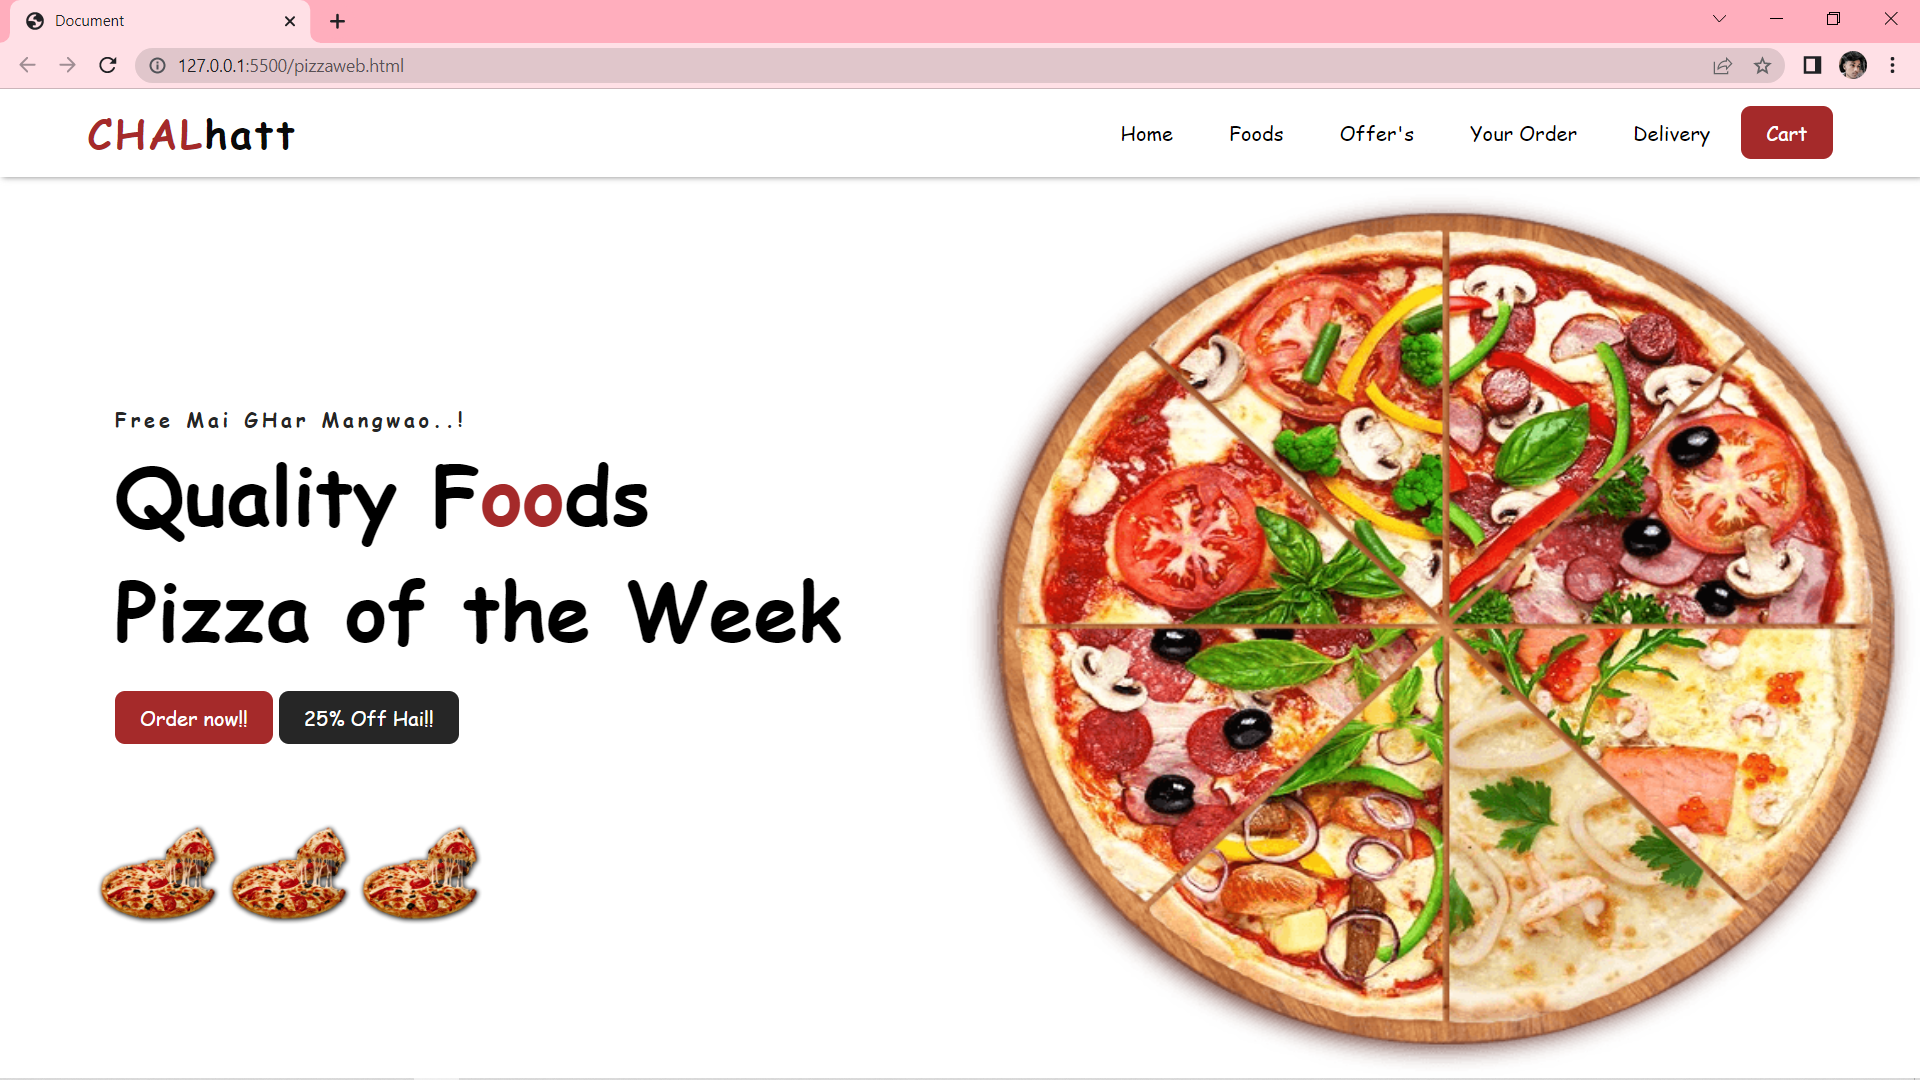 Document
127.0.0.1:5500/pizzaweb.html
CHALhatt
Home Foods Offer's Your Order Delivery Cart
Free Mai GHar Mangwao..!
Quality Foods
Pizza of the Week
Order now!! 25% Off Hai!!